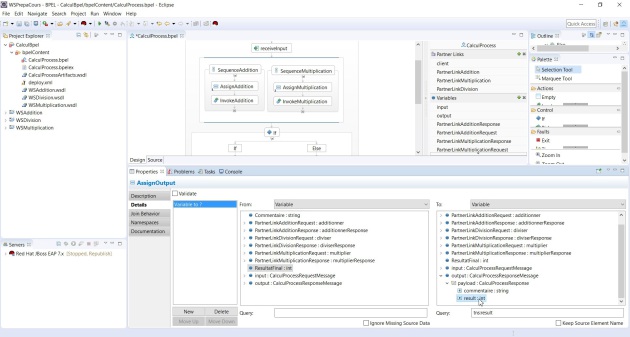 WSPrepaCours - BPEL - CalculBpel/bpelContent/CalculProcess.bpel - Eclipse
File Edit Navigate Search Project Run Window Help
Quick Access
Project Explorer
CalculBpel
bpelContent
CalculProcess.bpel
CalculProcess.bpelex
CalculProcessArtifacts.wsdl
deploy.xml
WSAddition.wsdl
WSDivision.wsdl
WSMultiplication.wsdl
WSAddition
WSDivision
WSMultiplication
*CalculProcess.bpel
receiveInput
SequenceAddition
AssignAddition
InvokeAddition
SequenceMultiplication
AssignMultiplication
InvokeMultiplication
If
If
Else
Design Source
CalculProcess
Partner Links
client
PartnerLinkAddition
PartnerLinkMultiplication
PartnerLinkDivision
Variables
input
output
PartnerLinkAdditionResponse
PartnerLinkAdditionRequest
PartnerLinkMultiplicationResponse
PartnerLinkMultiplicationRequest
Outline
Palette
Selection Tool
Marquee Tool
Actions
Empty
Control
If
Faults
Exit
Zoom In
Zoom Out
Servers
Red Hat JBoss EAP 7.x [Stopped, Republish]
Properties Problems Tasks Console
AssignOutput
Description
Details
Join Behavior
Namespaces
Documentation
Validate
Variable to ?
New Delete
Move Up Move Down
From: Variable
Commentaire : string
PartnerLinkAdditionRequest : additionner
PartnerLinkAdditionResponse : additionnerResponse
PartnerLinkDivisionRequest : diviser
PartnerLinkDivisionResponse : diviserResponse
PartnerLinkMultiplicationRequest : multiplier
PartnerLinkMultiplicationResponse : multiplierResponse
ResultatFinal : int
input : CalculProcessRequestMessage
output : CalculProcessResponseMessage
Query:
Ignore Missing Source Data
To: Variable
PartnerLinkAdditionRequest : additionner
PartnerLinkAdditionResponse : additionnerResponse
PartnerLinkDivisionRequest : diviser
PartnerLinkDivisionResponse : diviserResponse
PartnerLinkMultiplicationRequest : multiplier
PartnerLinkMultiplicationResponse : multiplierResponse
ResultatFinal : int
input : CalculProcessRequestMessage
output : CalculProcessResponseMessage
payload : CalculProcessResponse
commentaire : string
result : int
Query: tns:result
Keep Source Element Name